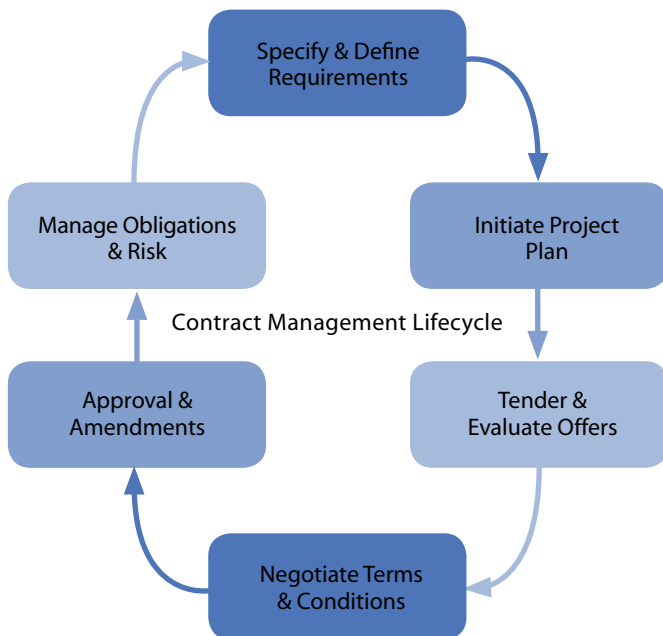 Specify & Define
Requirements
Manage Obligations
& Risk
Initiate Project
Plan
Contract Management Lifecycle
Approval &
Amendments
Tender &
Evaluate Offers
Negotiate Terms
& Conditions